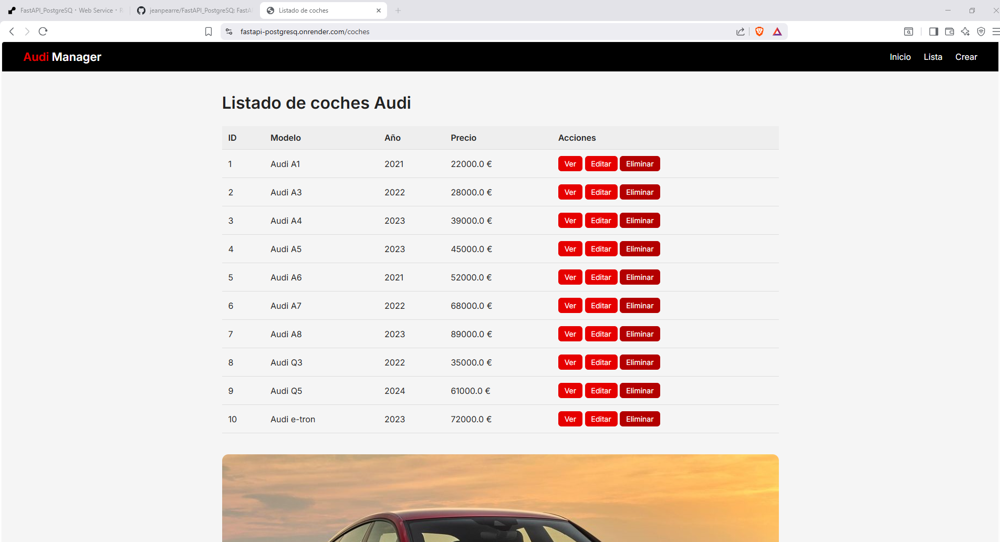 FastAPI_PostgreSQ · Web Service · R
jeanpearre/FastAPI_PostgreSQ: FastA
Listado de coches
fastapi-postgresq.onrender.com/coches
Audi Manager
Inicio Lista Crear
Listado de coches Audi
ID Modelo Año Precio Acciones
1 Audi A1 2021 22000.0 € Ver Editar Eliminar
2 Audi A3 2022 28000.0 € Ver Editar Eliminar
3 Audi A4 2023 39000.0 € Ver Editar Eliminar
4 Audi A5 2023 45000.0 € Ver Editar Eliminar
5 Audi A6 2021 52000.0 € Ver Editar Eliminar
6 Audi A7 2022 68000.0 € Ver Editar Eliminar
7 Audi A8 2023 89000.0 € Ver Editar Eliminar
8 Audi Q3 2022 35000.0 € Ver Editar Eliminar
9 Audi Q5 2024 61000.0 € Ver Editar Eliminar
10 Audi e-tron 2023 72000.0 € Ver Editar Eliminar